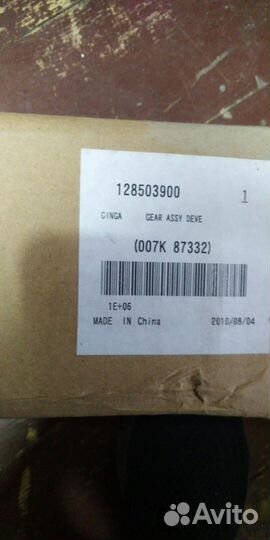 128503900 1
GINGA GEAR ASSY DEVE
(007K 87332)
1E+06
MADE IN China 2010/08/04
Avito